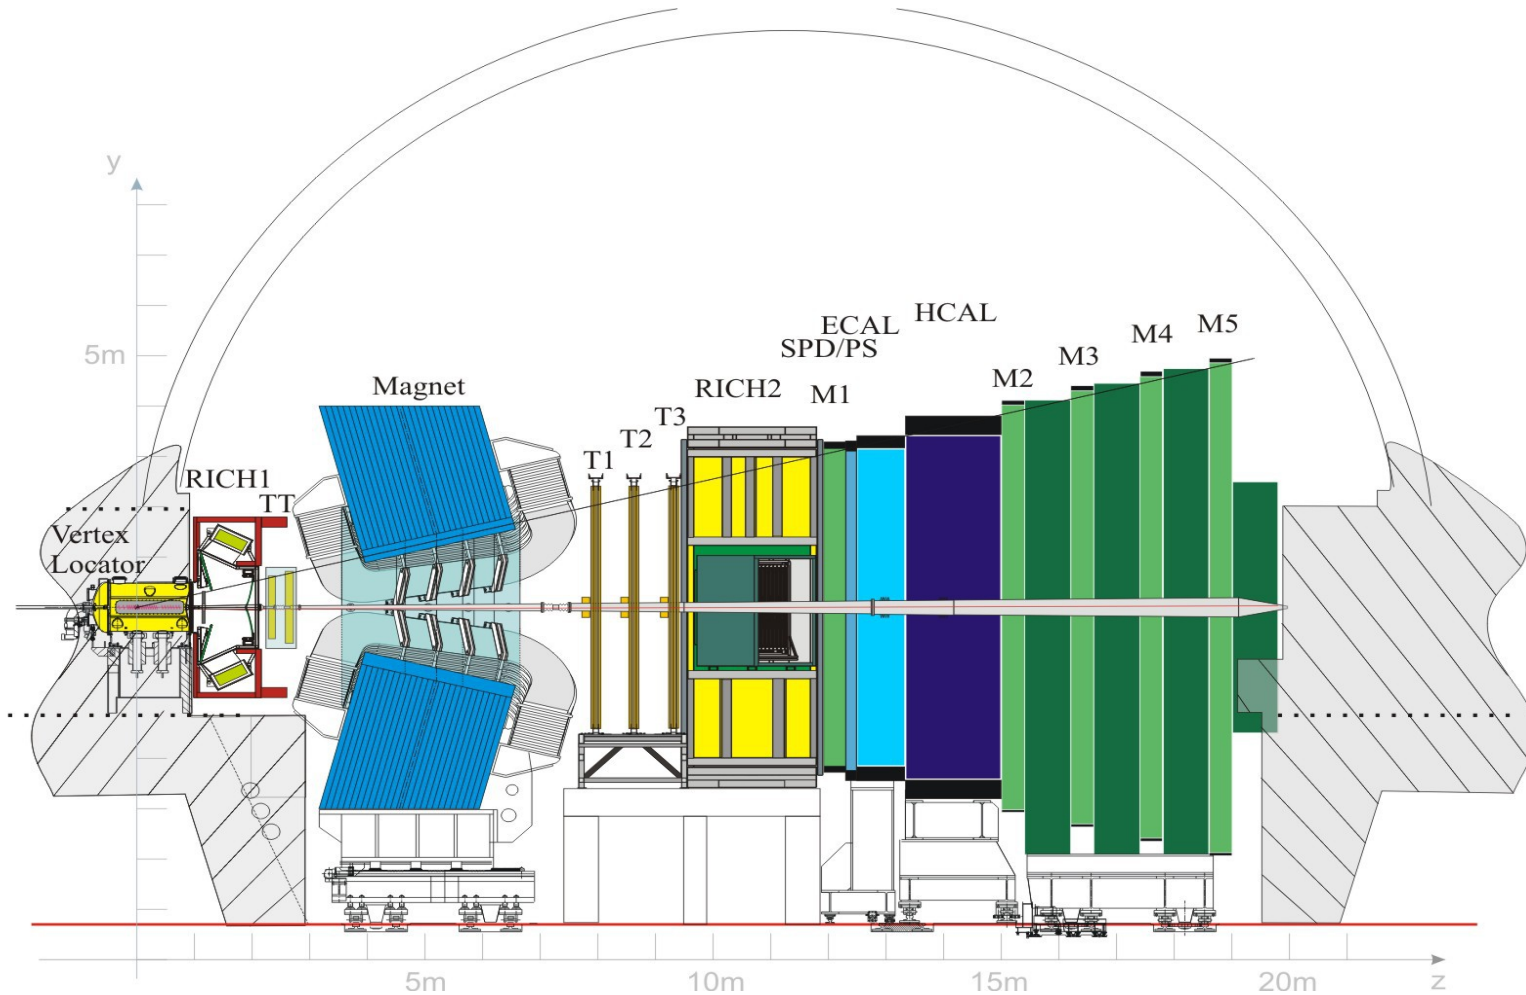 y
5m
HCAL
ECAL
SPD/PS
M5
M4
M3
M2
M1
RICH2
Magnet
T3
T2
T1
RICH1
TT
Vertex
Locator
5m
10m
15m
20m
z